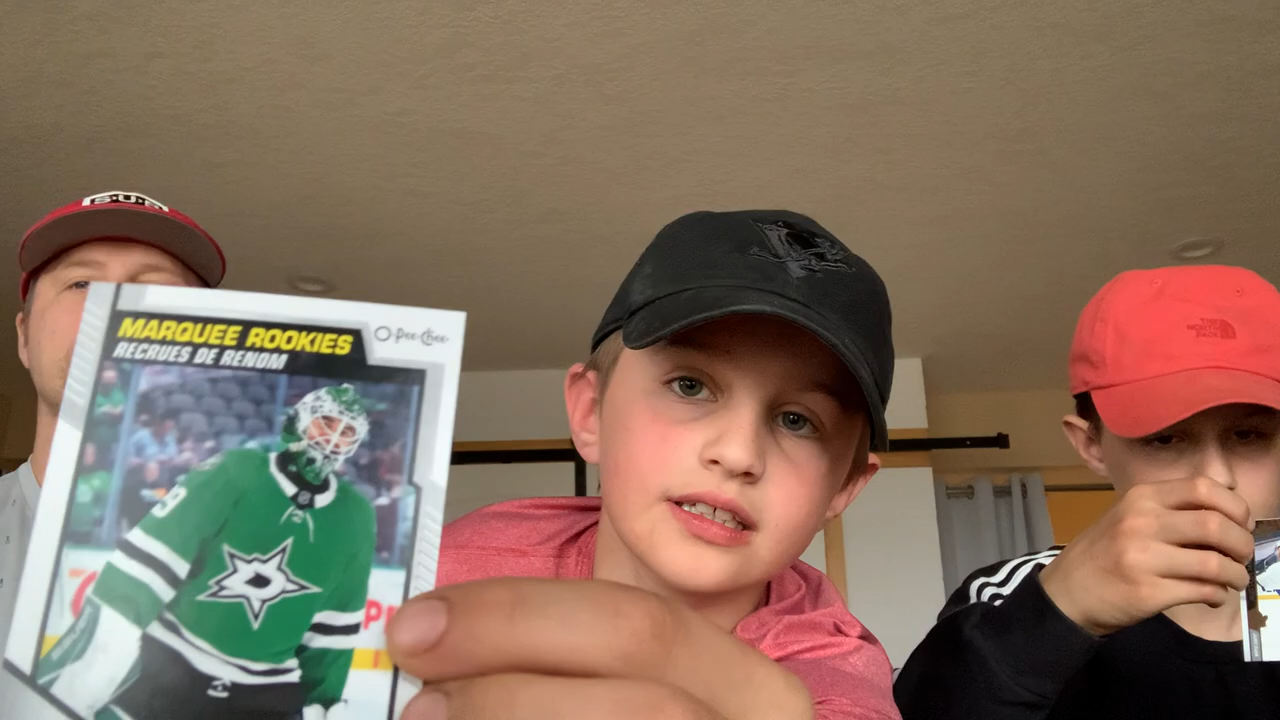 S·U·P
MARQUEE ROOKIES
O-Pee-Chee
RECRUES DE RENOM
THE
NORTH
FACE